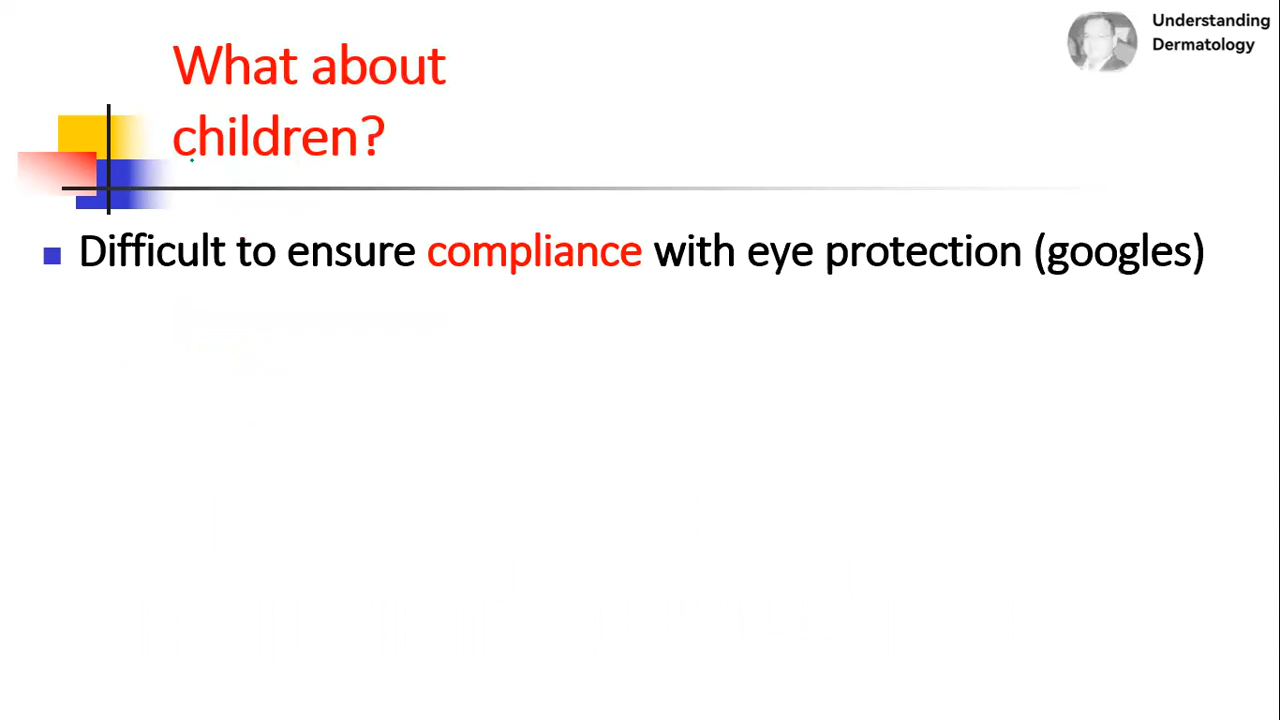 Understanding
Dermatology
What about
children?
Difficult to ensure compliance with eye protection (googles)